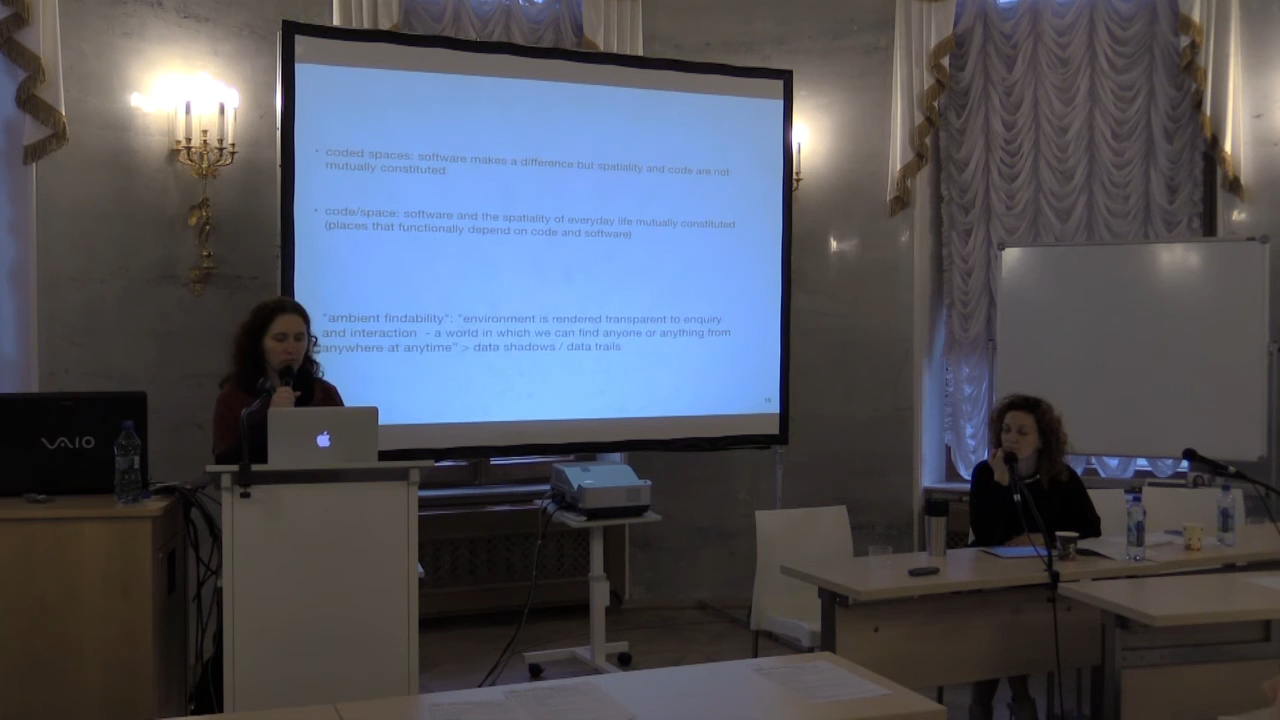 • coded spaces: software makes a difference but spatiality and code are not
mutually constituted
• code/space: software and the spatiality of everyday life mutually constituted
(places that functionally depend on code and software)
"ambient findability": "environment is rendered transparent to enquiry
and interaction - a world in which we can find anyone or anything from
anywhere at anytime" > data shadows / data trails
VAIO